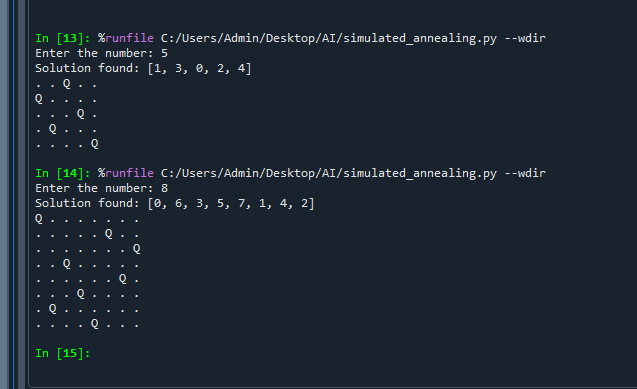 In [13]: %runfile C:/Users/Admin/Desktop/AI/simulated_annealing.py --wdir
Enter the number: 5
Solution found: [1, 3, 0, 2, 4]
. . Q . .
Q . . . .
. . . Q .
. Q . . .
. . . . Q
In [14]: %runfile C:/Users/Admin/Desktop/AI/simulated_annealing.py --wdir
Enter the number: 8
Solution found: [0, 6, 3, 5, 7, 1, 4, 2]
Q . . . . . . .
. . . . . Q . .
. . . . . . . Q
. . Q . . . . .
. . . . . . Q .
. . . Q . . . .
. Q . . . . . .
. . . . Q . . .
In [15]: